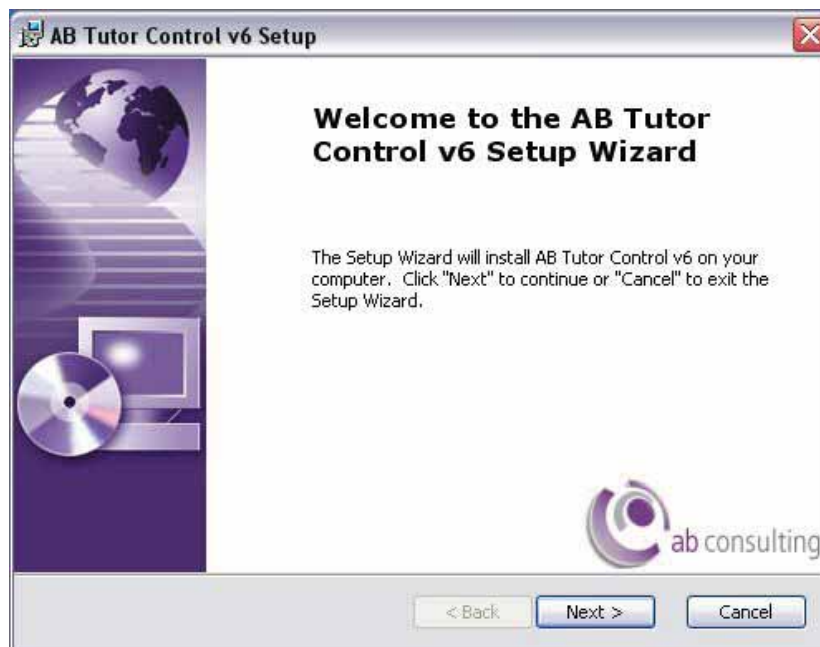 AB Tutor Control v6 Setup
Welcome to the AB Tutor
Control v6 Setup Wizard
The Setup Wizard will install AB Tutor Control v6 on your
computer. Click "Next" to continue or "Cancel" to exit the
Setup Wizard.
ab consulting
< Back
Next >
Cancel